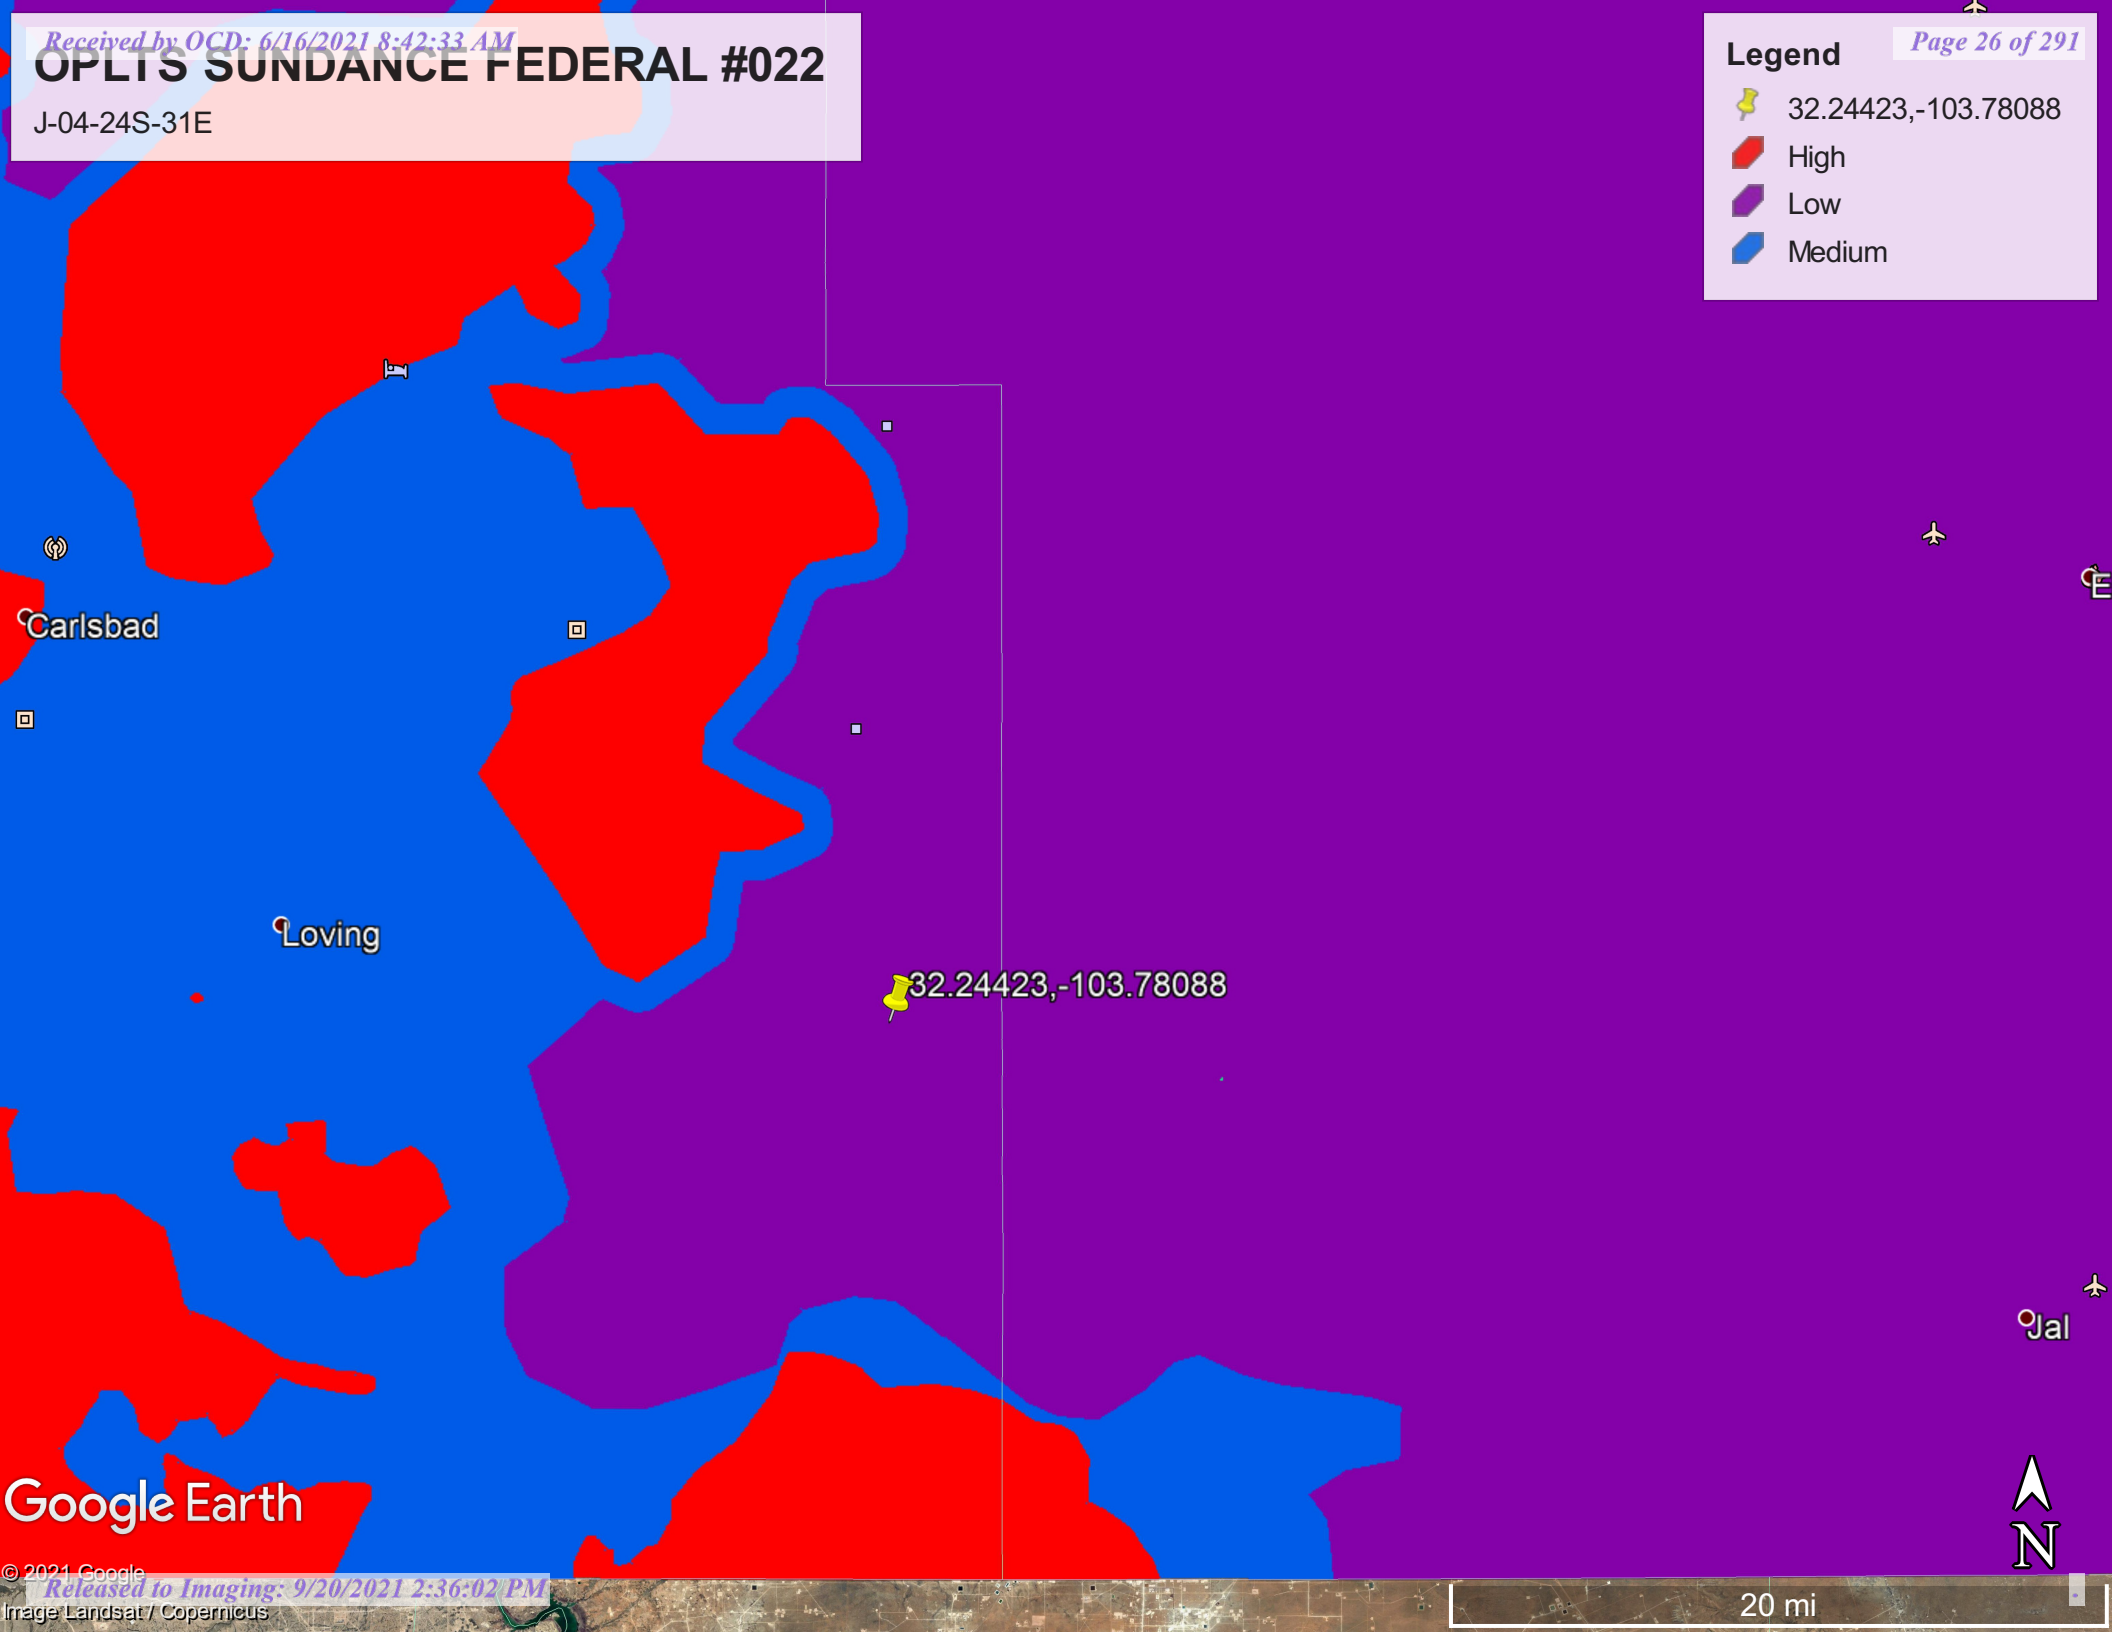 Received by OCD: 6/16/2021 8:42:33 AM
Page 26 of 291
OPLTS SUNDANCE FEDERAL #022
J-04-24S-31E
Legend
32.24423,-103.78088
High
Low
Medium
E
Carlsbad
Loving
32.24423,-103.78088
Jal
Google Earth
N
© 2021 Google
Released to Imaging: 9/20/2021 2:36:02 PM
Image Landsat / Copernicus
20 mi